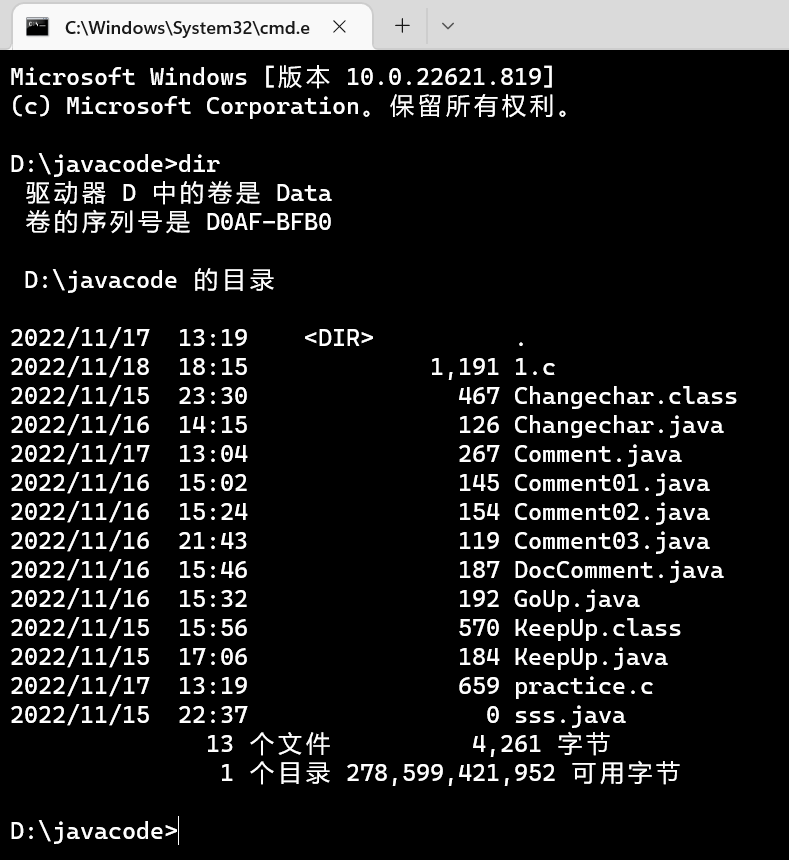 C:\Windows\System32\cmd.e
Microsoft Windows [版本 10.0.22621.819]
(c) Microsoft Corporation。保留所有权利。
D:\javacode>dir
驱动器 D 中的卷是 Data
卷的序列号是 D0AF-BFB0
D:\javacode 的目录
2022/11/17  13:19    <DIR>          .
2022/11/18  18:15             1,191 1.c
2022/11/15  23:30               467 Changechar.class
2022/11/16  14:15               126 Changechar.java
2022/11/17  13:04               267 Comment.java
2022/11/16  15:02               145 Comment01.java
2022/11/16  15:24               154 Comment02.java
2022/11/16  21:43               119 Comment03.java
2022/11/16  15:46               187 DocComment.java
2022/11/16  15:32               192 GoUp.java
2022/11/15  15:56               570 KeepUp.class
2022/11/15  17:06               184 KeepUp.java
2022/11/17  13:19               659 practice.c
2022/11/15  22:37                 0 sss.java
13 个文件          4,261 字节
1 个目录 278,599,421,952 可用字节
D:\javacode>